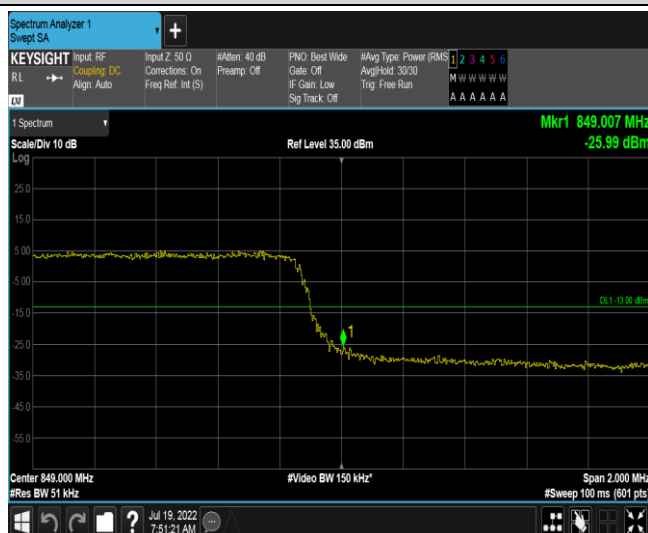 Spectrum Analyzer 1
Swept SA
+
KEYSIGHT
RL
Input: RF
Coupling: DC
Align: Auto
Input Z: 50 Ω
Corrections: On
Freq Ref: Int (S)
#Atten: 40 dB
Preamp: Off
PNO: Best Wide
Gate: Off
IF Gain: Low
Sig Track: Off
#Avg Type: Power (RMS
Avg|Hold: 30/30
Trig: Free Run
1 2 3 4 5 6
M W W W W W
A A A A A A
LXI
1 Spectrum
Scale/Div 10 dB
Ref Level 35.00 dBm
Mkr1 849.007 MHz
-25.99 dBm
Log
25.0
15.0
5.00
-5.00
-15.0
-25.0
-35.0
-45.0
-55.0
DL1 -13.00 dBm
1
Center 849.000 MHz
#Res BW 51 kHz
#Video BW 150 kHz*
Span 2.000 MHz
#Sweep 100 ms (601 pts)
?
Jul 19, 2022
7:51:21 AM